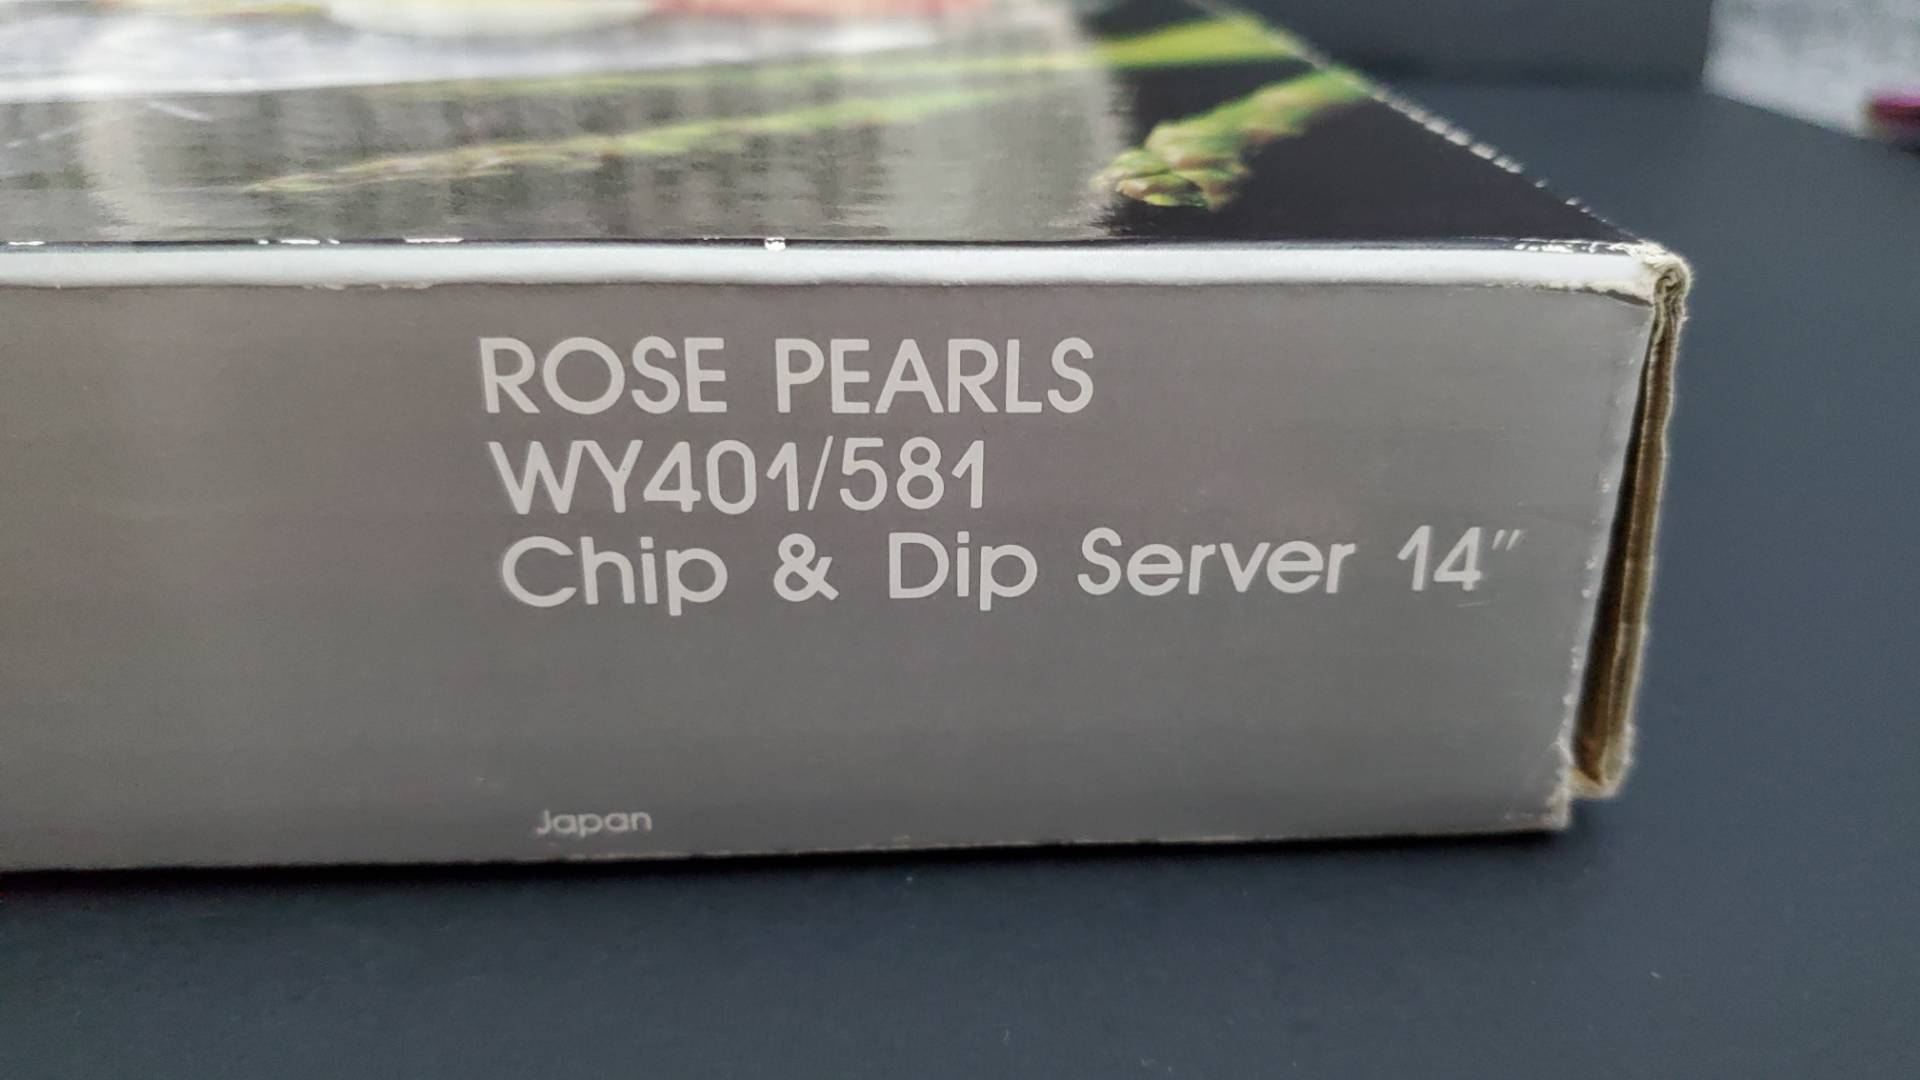 ROSE PEARLS
WY401/581
Chip & Dip Server 14"
Japan